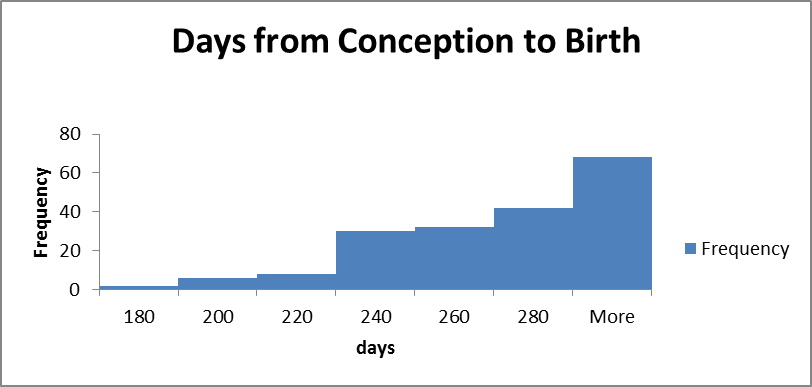 Days from Conception to Birth
80
60
40
20
0
Frequency
180 200 220 240 260 280 More
days
Frequency